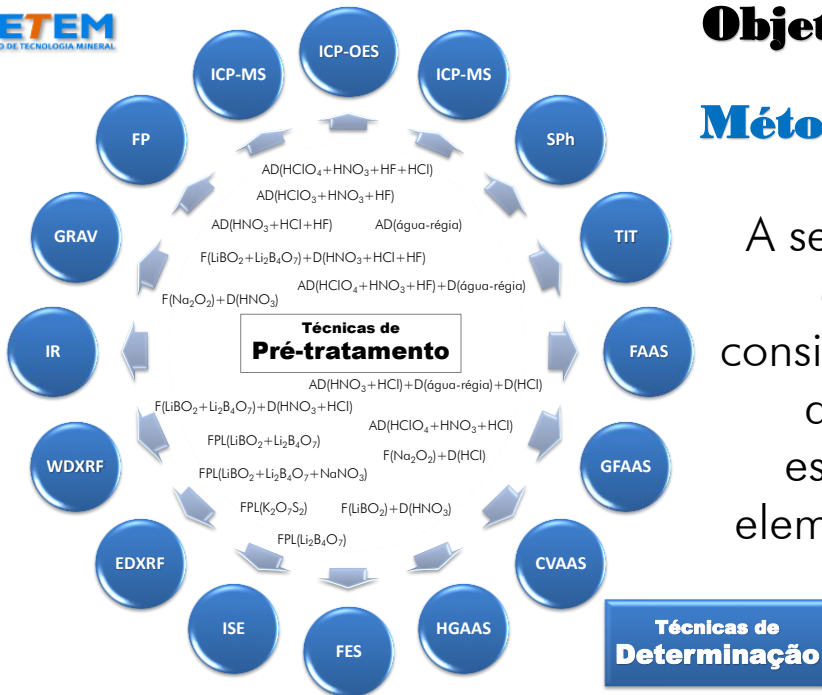 ETEM
O DE TECNOLOGIA MINERAL
Objet
Méto
A se
consi
es
elem
ICP-OES
ICP-MS
ICP-MS
FP
SPh
GRAV
TIT
IR
FAAS
WDXRF
GFAAS
EDXRF
CVAAS
ISE
HGAAS
FES
AD(HClO₄+HNO₃+HF+HCl)
AD(HClO₃+HNO₃+HF)
AD(HNO₃+HCl+HF) AD(água-régia)
F(LiBO₂+Li₂B₄O₇)+D(HNO₃+HCl+HF)
AD(HClO₄+HNO₃+HF)+D(água-régia)
F(Na₂O₂)+D(HNO₃)
Técnicas de
Pré-tratamento
AD(HNO₃+HCl)+D(água-régia)+D(HCl)
F(LiBO₂+Li₂B₄O₇)+D(HNO₃+HCl)
AD(HClO₄+HNO₃+HCl)
FPL(LiBO₂+Li₂B₄O₇)
F(Na₂O₂)+D(HCl)
FPL(LiBO₂+Li₂B₄O₇+NaNO₃)
FPL(K₂O₇S₂) F(LiBO₂)+D(HNO₃)
FPL(Li₂B₄O₇)
Técnicas de
Determinação